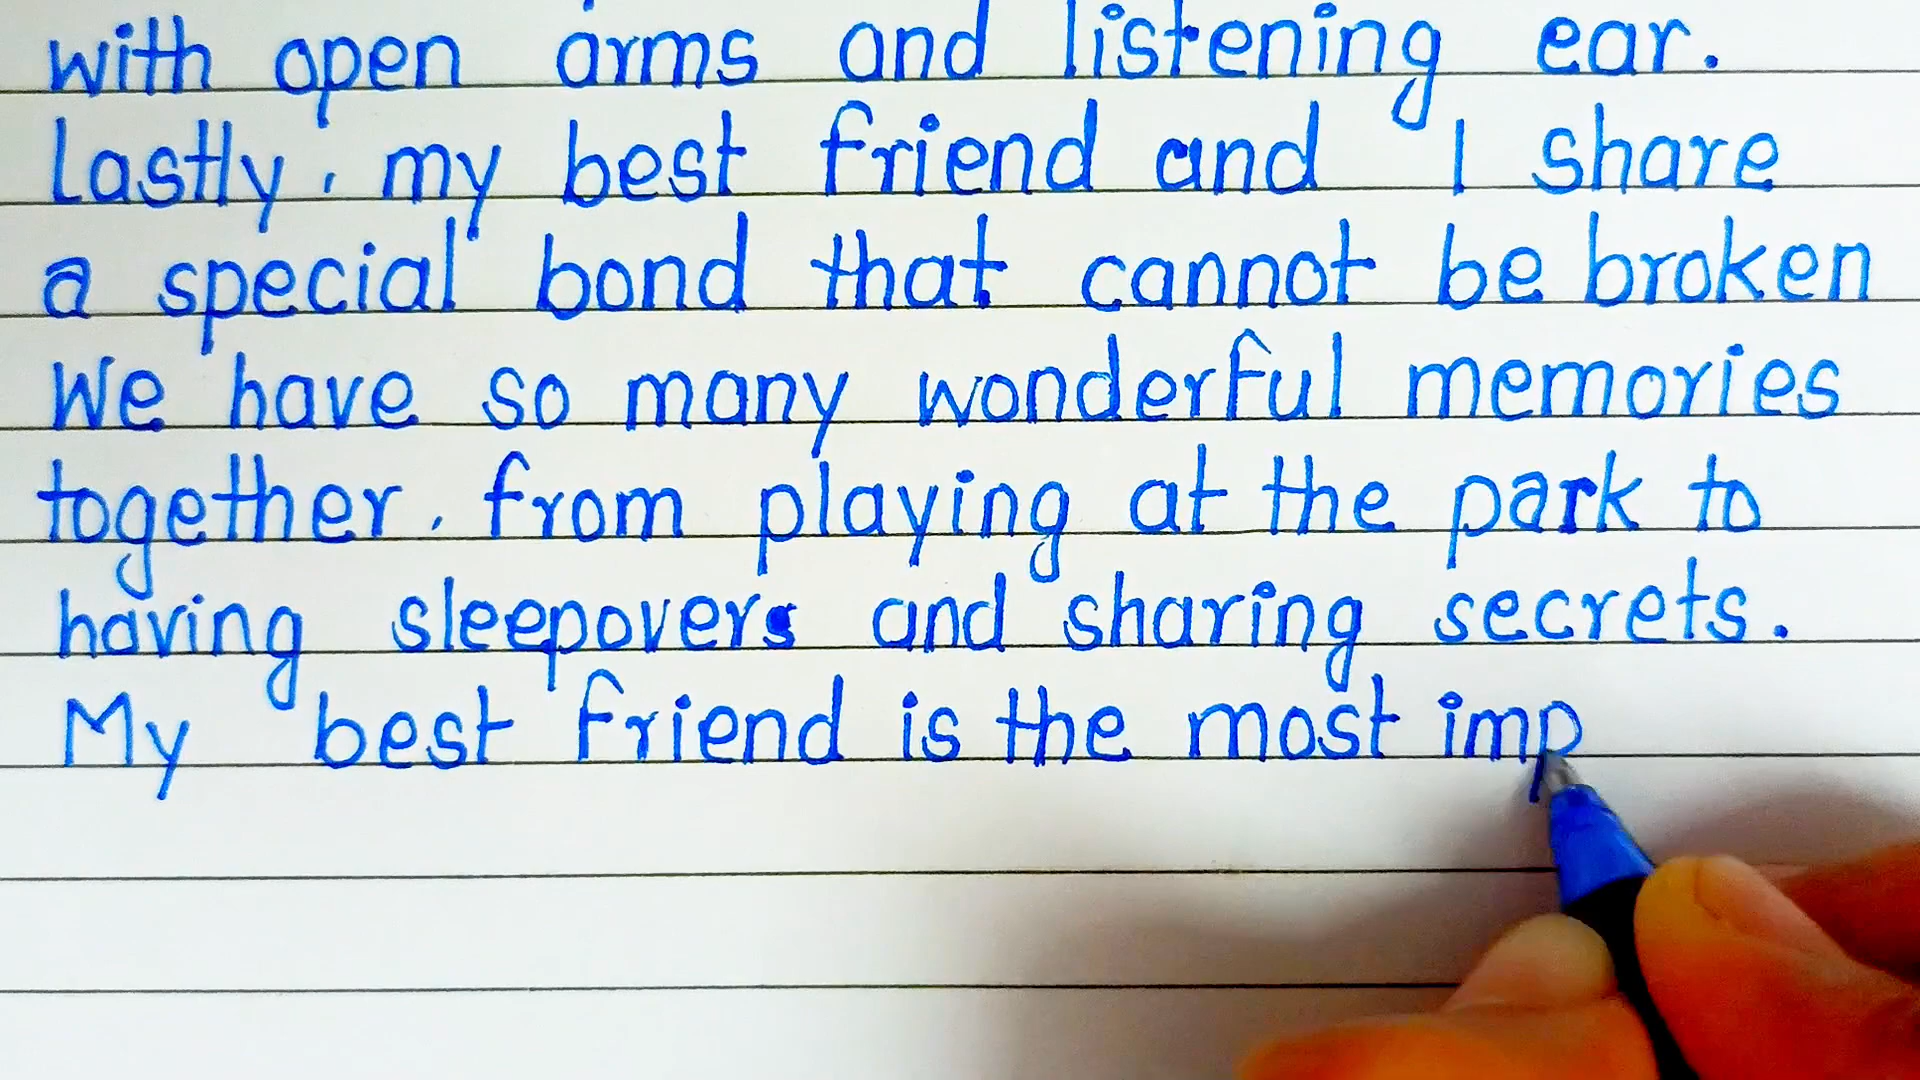 with open arms and listening ear.
Lastly, my best friend and I share
a special bond that cannot be broken
We have so many wonderful memories
together, from playing at the park to
having sleepovers and sharing secrets.
My best friend is the most imp